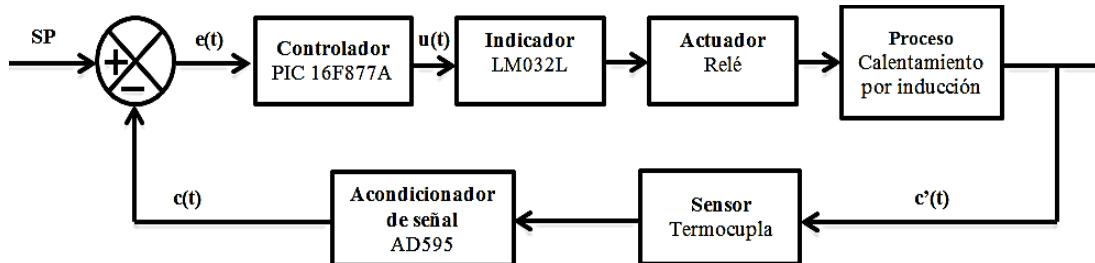 SP
+
−
e(t)
Controlador
PIC 16F877A
u(t)
Indicador
LM032L
Actuador
Relé
Proceso
Calentamiento
por inducción
c(t)
Acondicionador
de señal
AD595
Sensor
Termocupla
c’(t)